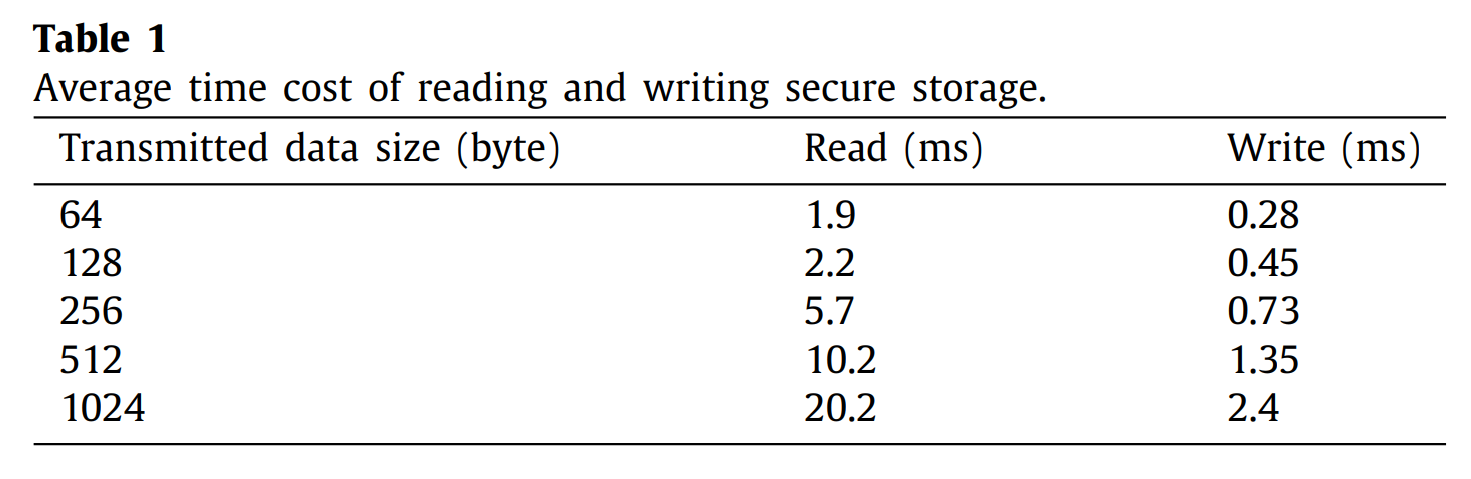 Table 1
Average time cost of reading and writing secure storage.
Transmitted data size (byte) Read (ms) Write (ms)
64 1.9 0.28
128 2.2 0.45
256 5.7 0.73
512 10.2 1.35
1024 20.2 2.4